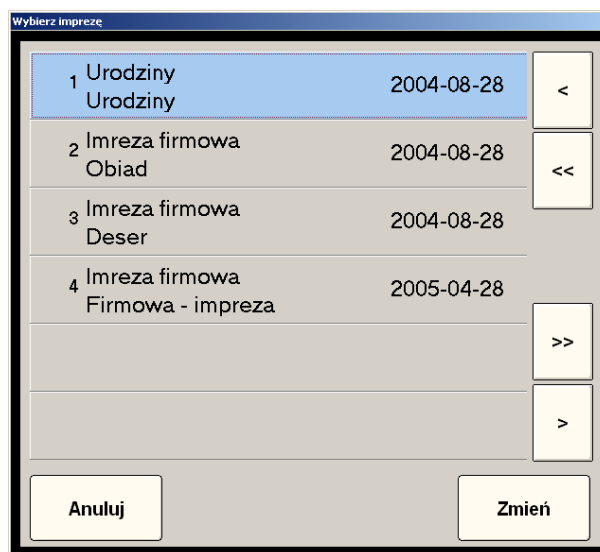 Wybierz imprezę
1 Urodziny 2004-08-28 <
Urodziny
2 Imreza firmowa 2004-08-28 <<
Obiad
3 Imreza firmowa 2004-08-28
Deser
4 Imreza firmowa 2005-04-28
Firmowa - impreza
>>
>
Anuluj Zmień